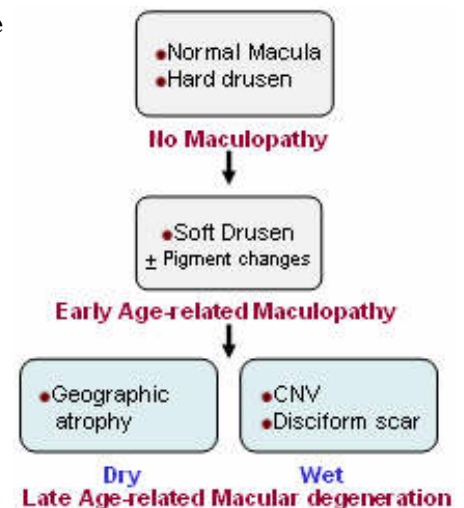 e
•Normal Macula
•Hard drusen
No Maculopathy
•Soft Drusen
± Pigment changes
Early Age-related Maculopathy
•Geographic
atrophy
•CNV
•Disciform scar
Dry
Wet
Late Age-related Macular degeneration